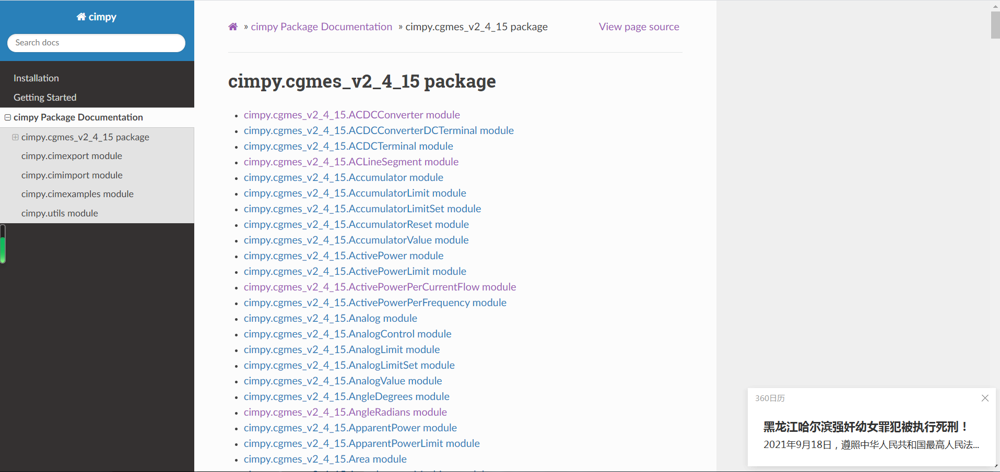 cimpy
Search docs
Installation
Getting Started
cimpy Package Documentation
cimpy.cgmes_v2_4_15 package
cimpy.cimexport module
cimpy.cimimport module
cimpy.cimexamples module
cimpy.utils module
» cimpy Package Documentation » cimpy.cgmes_v2_4_15 package View page source
cimpy.cgmes_v2_4_15 package
cimpy.cgmes_v2_4_15.ACDCConverter module
cimpy.cgmes_v2_4_15.ACDCConverterDCTerminal module
cimpy.cgmes_v2_4_15.ACDCTerminal module
cimpy.cgmes_v2_4_15.ACLineSegment module
cimpy.cgmes_v2_4_15.Accumulator module
cimpy.cgmes_v2_4_15.AccumulatorLimit module
cimpy.cgmes_v2_4_15.AccumulatorLimitSet module
cimpy.cgmes_v2_4_15.AccumulatorReset module
cimpy.cgmes_v2_4_15.AccumulatorValue module
cimpy.cgmes_v2_4_15.ActivePower module
cimpy.cgmes_v2_4_15.ActivePowerLimit module
cimpy.cgmes_v2_4_15.ActivePowerPerCurrentFlow module
cimpy.cgmes_v2_4_15.ActivePowerPerFrequency module
cimpy.cgmes_v2_4_15.Analog module
cimpy.cgmes_v2_4_15.AnalogControl module
cimpy.cgmes_v2_4_15.AnalogLimit module
cimpy.cgmes_v2_4_15.AnalogLimitSet module
cimpy.cgmes_v2_4_15.AnalogValue module
cimpy.cgmes_v2_4_15.AngleDegrees module
cimpy.cgmes_v2_4_15.AngleRadians module
cimpy.cgmes_v2_4_15.ApparentPower module
cimpy.cgmes_v2_4_15.ApparentPowerLimit module
cimpy.cgmes_v2_4_15.Area module
360日历
黑龙江哈尔滨强奸幼女罪犯被执行死刑！
2021年9月18日，遵照中华人民共和国最高人民法...